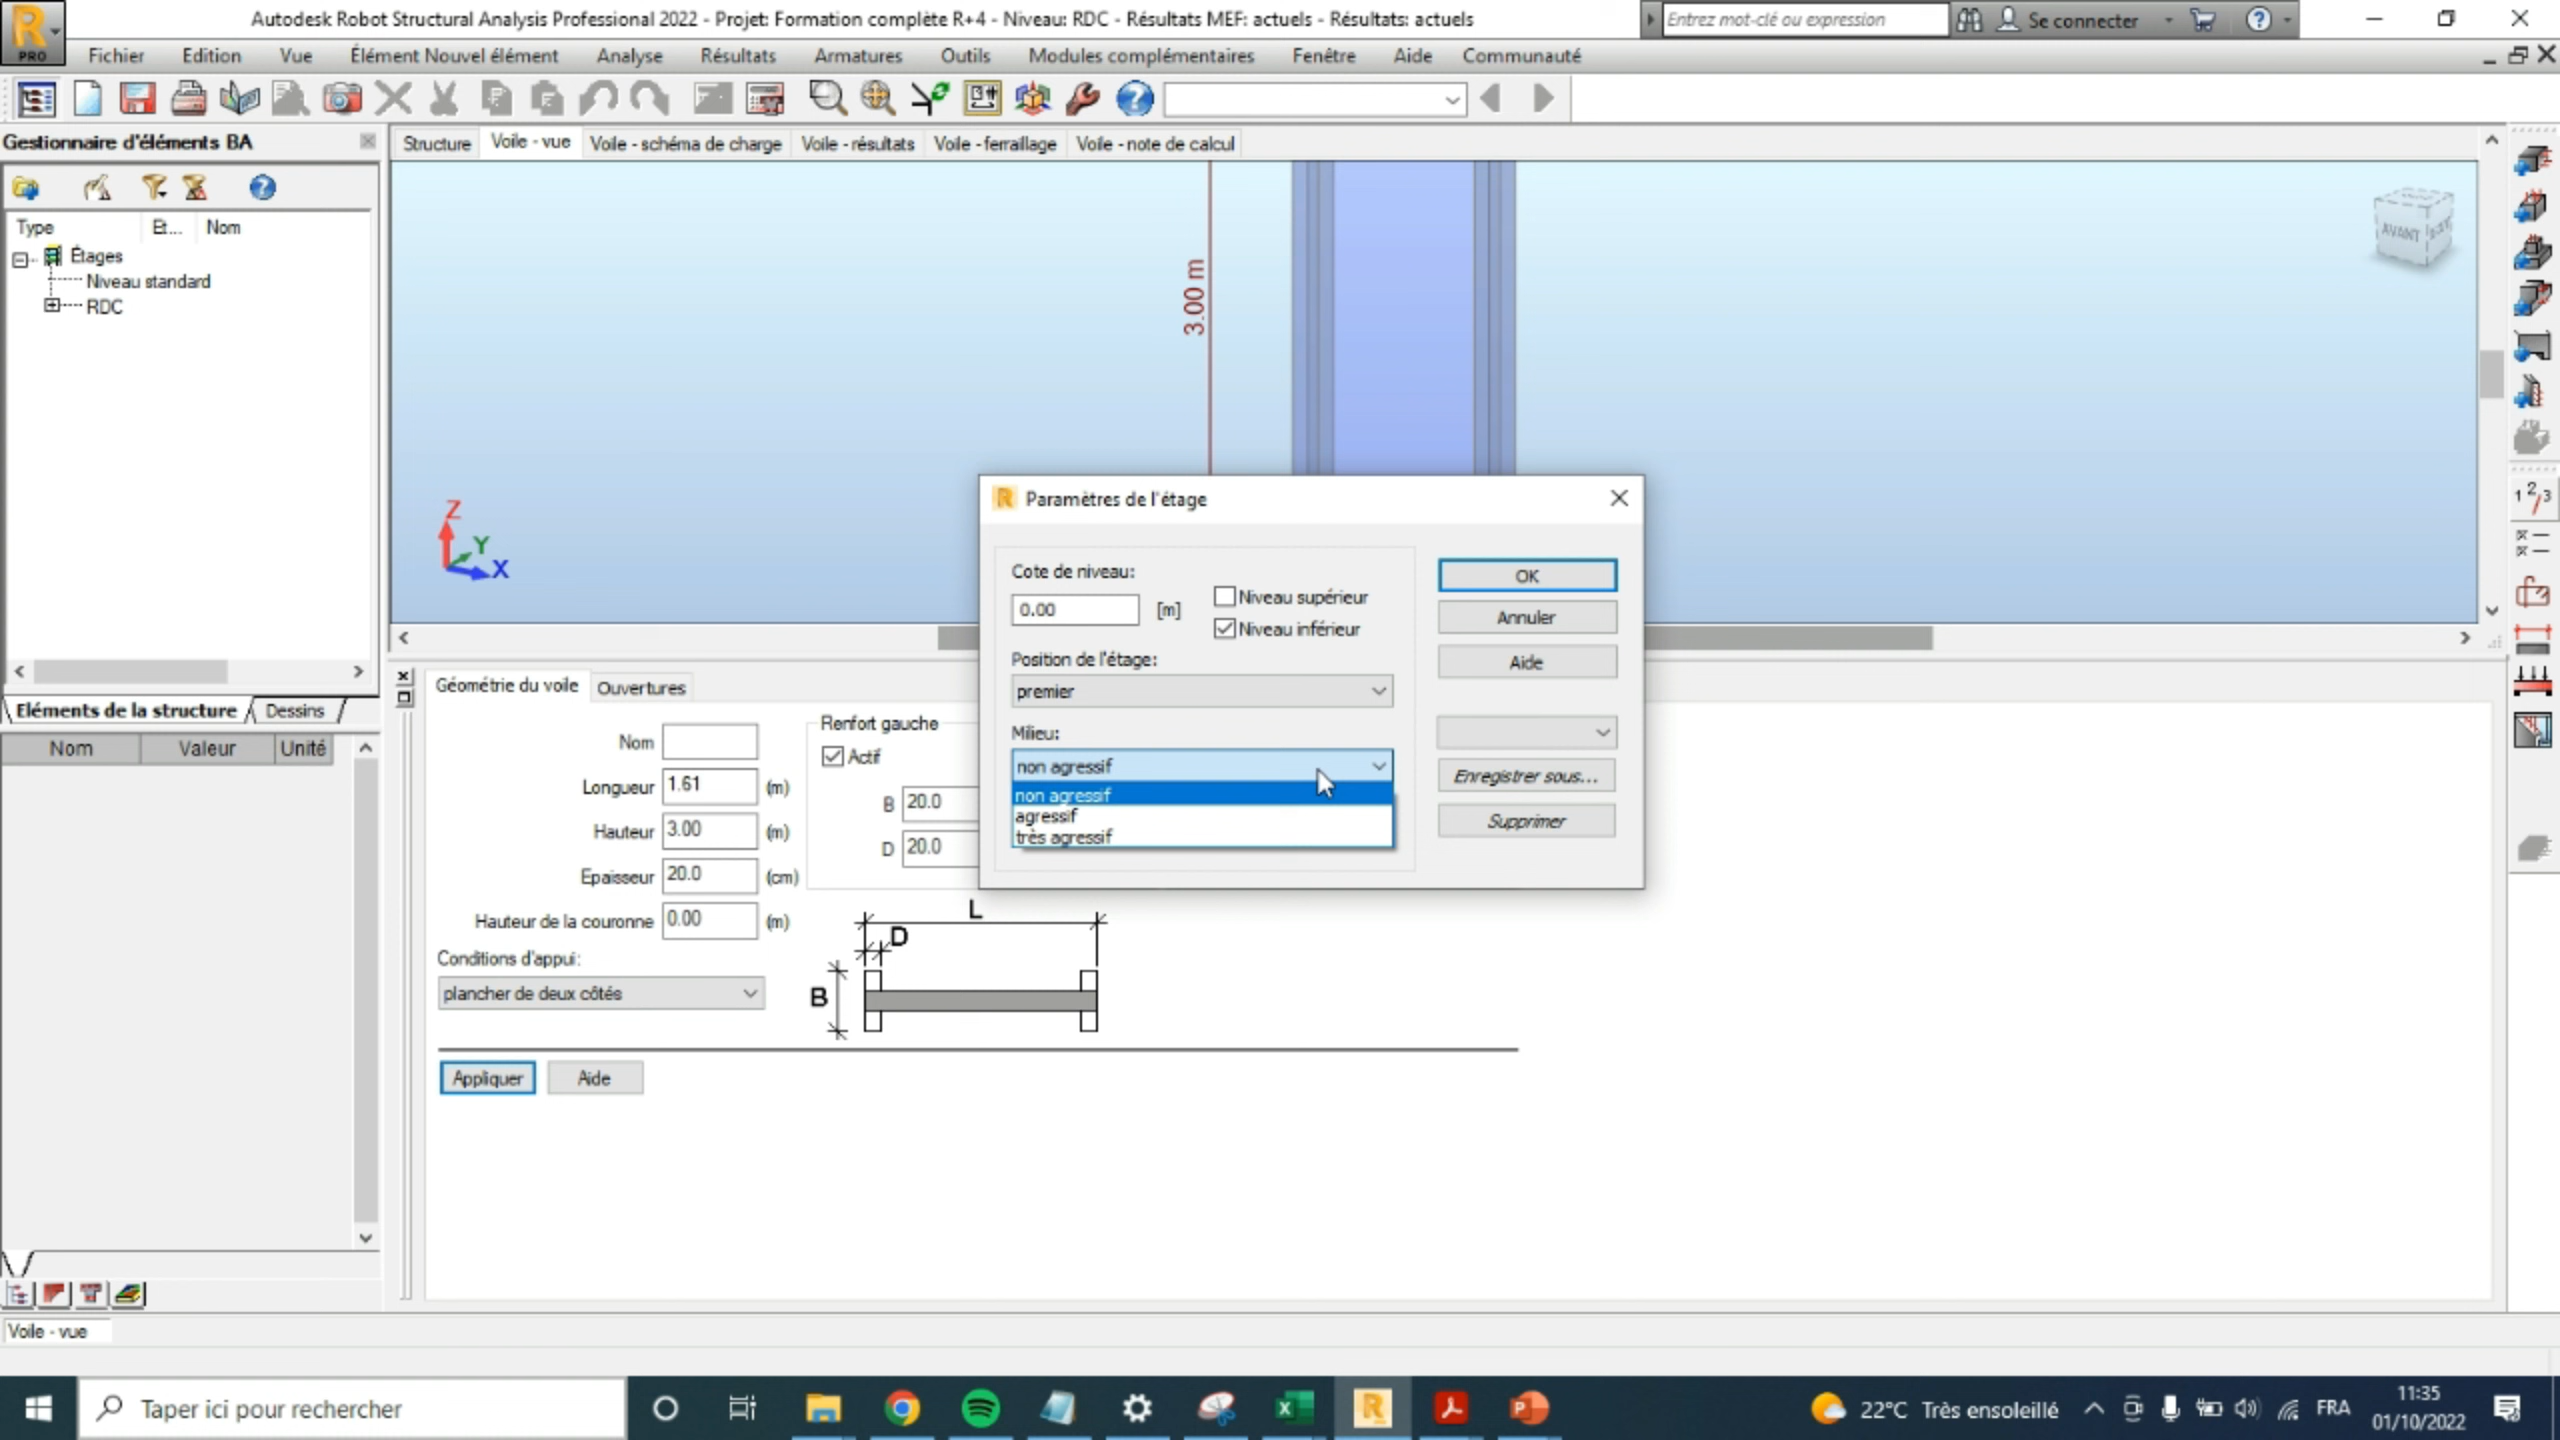 Autodesk Robot Structural Analysis Professional 2022 - Projet: Formation complète R+4 - Niveau: RDC - Résultats MEF: actuels - Résultats: actuels
Entrez mot-clé ou expression
Se connecter
PRO
Fichier Edition Vue Élément Nouvel élément Analyse Résultats Armatures Outils Modules complémentaires Fenêtre Aide Communauté
Gestionnaire d'éléments BA
Structure Voile - vue Voile - schéma de charge Voile - résultats Voile - ferraillage Voile - note de calcul
Type Et... Nom
Étages
Niveau standard
RDC
3.00 m
AVANT
Z
Y
X
Paramètres de l'étage
Cote de niveau:
0.00 [m]
Niveau supérieur
Niveau inférieur
Position de l'étage:
premier
Milieu:
non agressif
non agressif
agressif
très agressif
OK
Annuler
Aide
Enregistrer sous...
Supprimer
Eléments de la structure Dessins
Nom Valeur Unité
Géométrie du voile Ouvertures
Nom
Longueur 1.61 (m)
Hauteur 3.00 (m)
Epaisseur 20.0 (cm)
Hauteur de la couronne 0.00 (m)
Conditions d'appui:
plancher de deux côtés
Renfort gauche
Actif
B 20.0
D 20.0
L
D
B
Appliquer Aide
Voile - vue
Taper ici pour rechercher
22°C Très ensoleillé
FRA
11:35
01/10/2022